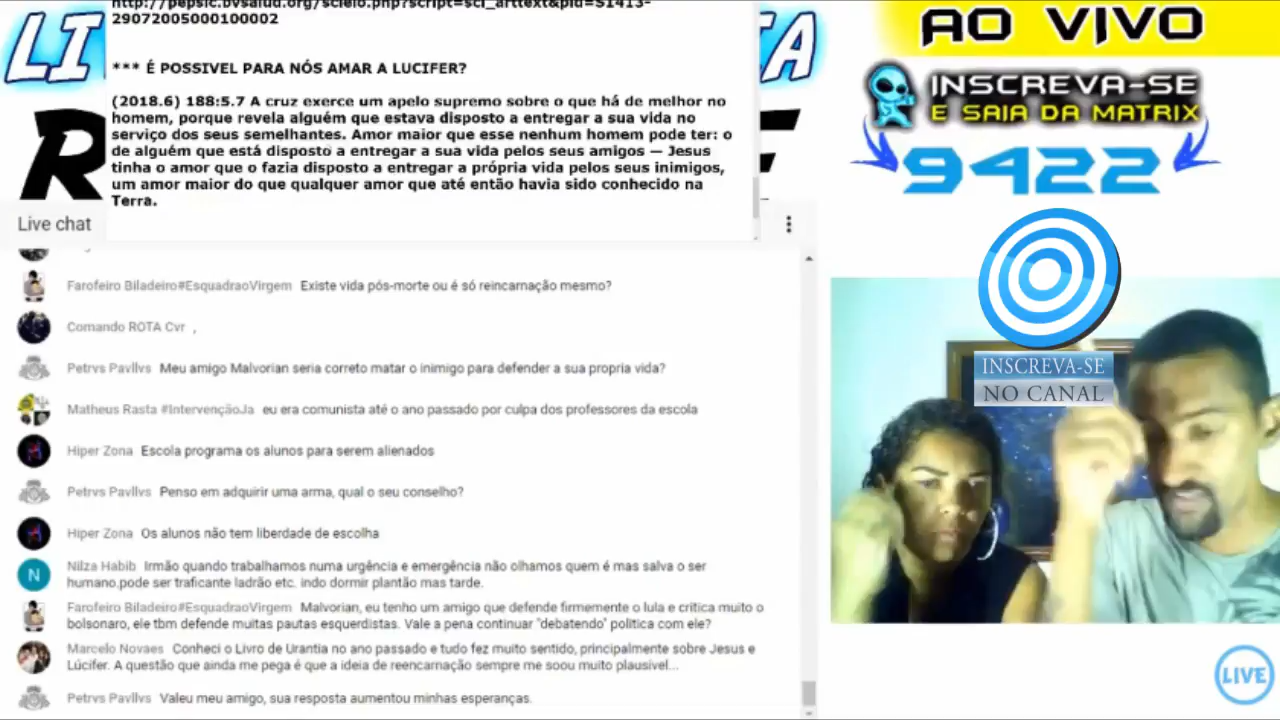 http://pepsic.bvsalud.org/scielo.php?script=sci_arttext&pid=S1413-
29072005000100002
*** É POSSIVEL PARA NÓS AMAR A LUCIFER?
(2018.6) 188:5.7 A cruz exerce um apelo supremo sobre o que há de melhor no
homem, porque revela alguém que estava disposto a entregar a sua vida no
serviço dos seus semelhantes. Amor maior que esse nenhum homem pode ter: o
de alguém que está disposto a entregar a sua vida pelos seus amigos — Jesus
tinha o amor que o fazia disposto a entregar a própria vida pelos seus inimigos,
um amor maior do que qualquer amor que até então havia sido conhecido na
Terra.
Live chat
Farofeiro Biladeiro#EsquadraoVirgem Existe vida pós-morte ou é só reincarnação mesmo?
Comando ROTA Cvr ,
Petrvs Pavllvs Meu amigo Malvorian seria correto matar o inimigo para defender a sua propria vida?
Matheus Rasta #IntervençãoJa eu era comunista até o ano passado por culpa dos professores da escola
Hiper Zona Escola programa os alunos para serem alienados
Petrvs Pavllvs Penso em adquirir uma arma, qual o seu conselho?
Hiper Zona Os alunos não tem liberdade de escolha
N
Nilza Habib Irmão quando trabalhamos numa urgência e emergência não olhamos quem é mas salva o ser
humano.pode ser traficante ladrão etc. indo dormir plantão mas tarde.
Farofeiro Biladeiro#EsquadraoVirgem Malvorian, eu tenho um amigo que defende firmemente o lula e critica muito o
bolsonaro, ele tbm defende muitas pautas esquerdistas. Vale a pena continuar "debatendo" política com ele?
Marcelo Novaes Conheci o Livro de Urantia no ano passado e tudo fez muito sentido, principalmente sobre Jesus e
Lúcifer. A questão que ainda me pega é que a ideia de reencarnação sempre me soou muito plausível...
Petrvs Pavllvs Valeu meu amigo, sua resposta aumentou minhas esperanças.
AO VIVO
INSCREVA-SE
E SAIA DA MATRIX
9422
INSCREVA-SE
NO CANAL
LIVE